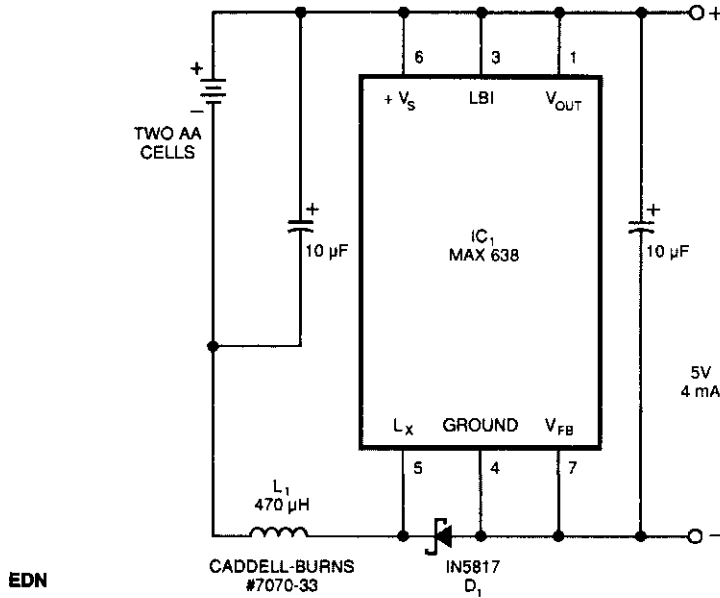 +
6 3 1
+
+ VS LBI VOUT
−
TWO AA
CELLS
+ +
10 µF IC1 10 µF
MAX 638
5V
4 mA
LX GROUND VFB
5 4 7
L1
470 µH
−
CADDELL-BURNS IN5817
#7070-33 D1
EDN